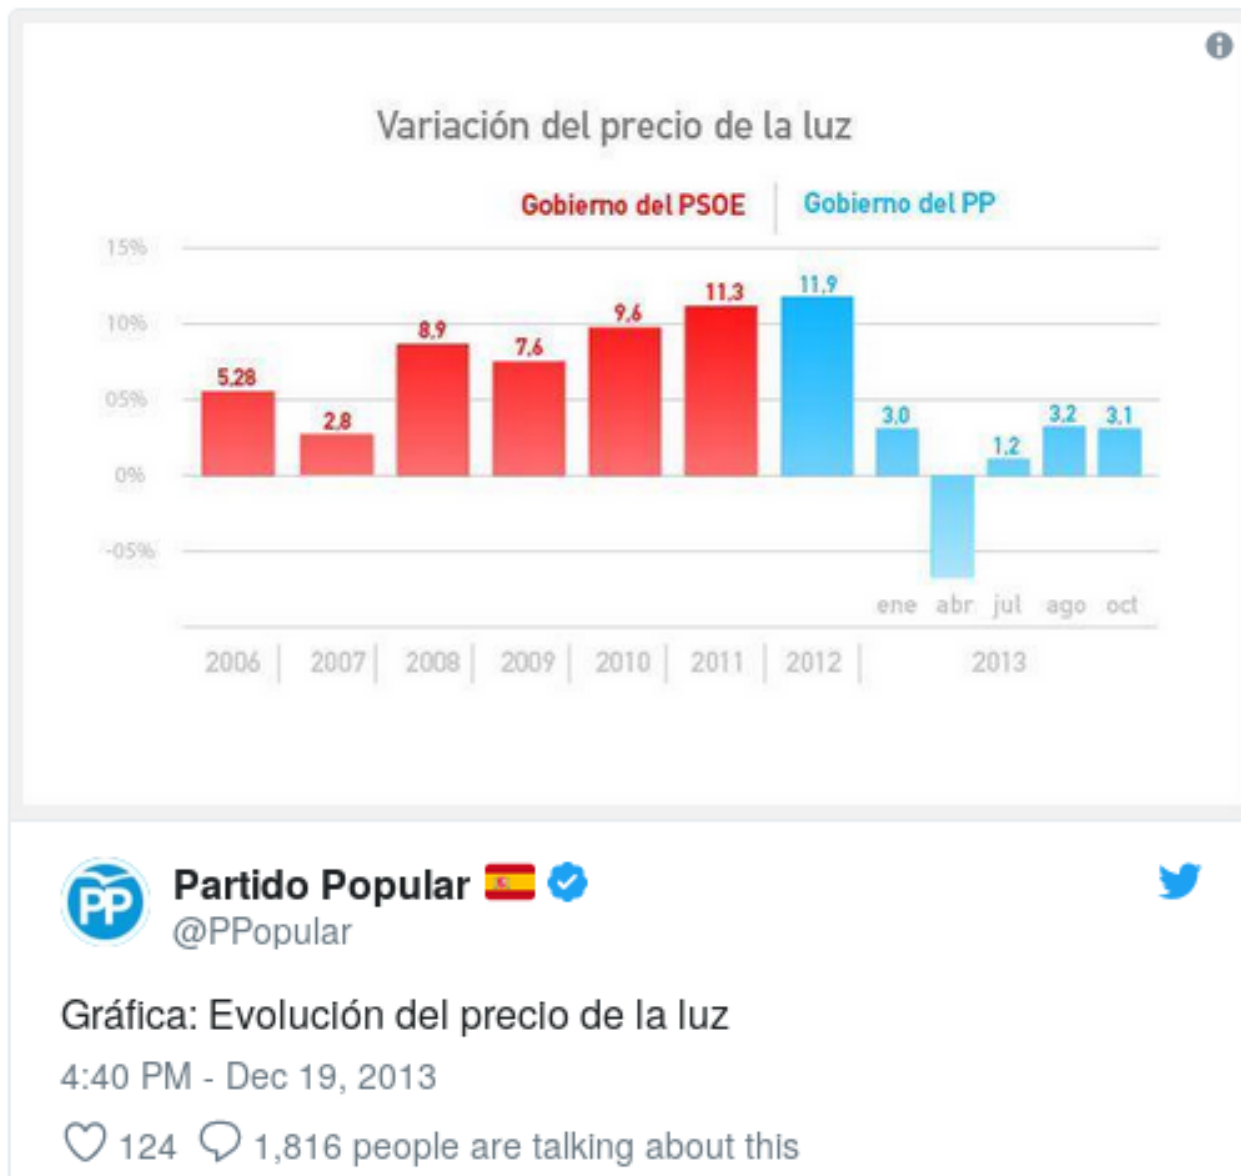 Variación del precio de la luz
Gobierno del PSOE
Gobierno del PP
15%
10%
05%
0%
-05%
5,28
2,8
8,9
7,6
9,6
11,3
11,9
3,0
1,2
3,2
3,1
ene abr jul ago oct
2006 2007 2008 2009 2010 2011 2012 2013
PP
Partido Popular
@PPopular
Gráfica: Evolución del precio de la luz
4:40 PM - Dec 19, 2013
124 1,816 people are talking about this